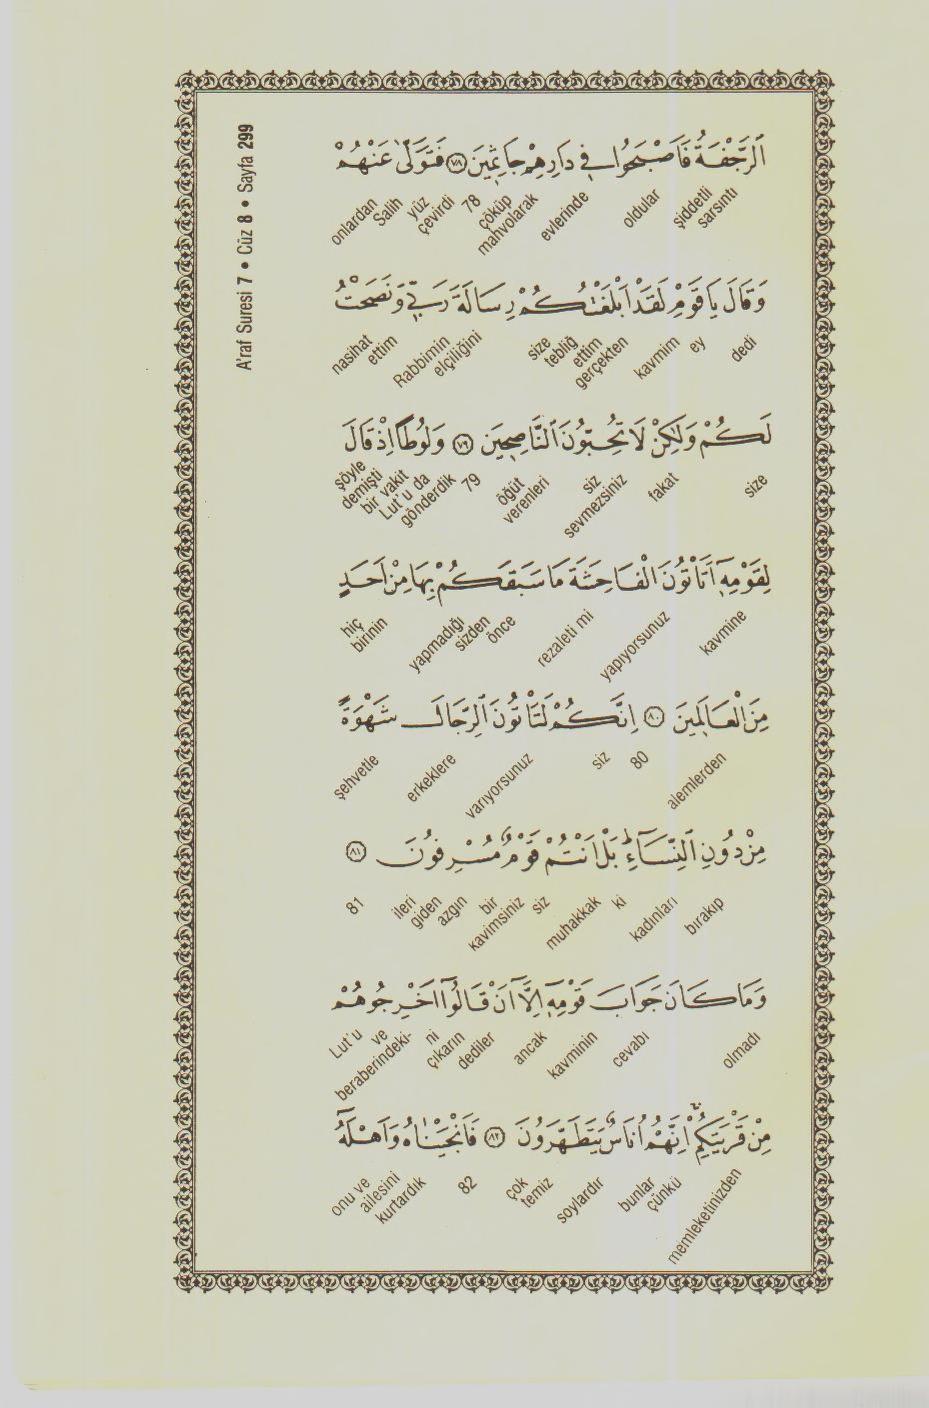 A'raf Suresi 7 • Cüz 8 • Sayfa 299
اَلرَّجْفَةُ فَاَصْبَحُوا فٖي دَارِهِمْ جَاثِمٖينَ ﴿٧٨﴾ فَتَوَلّٰى عَنْهُمْ
şiddetli sarsıntı oldular evlerinde çöküp mahvolarak 78 yüz çevirdi Salih onlardan
وَقَالَ يَا قَوْمِ لَقَدْ اَبْلَغْتُكُمْ رِسَالَةَ رَبّٖي وَنَصَحْتُ
dedi ey kavmim gerçekten ettim tebliğ size Rabbimin elçiliğini nasihat ettim
لَكُمْ وَلٰكِنْ لَا تُحِبُّونَ النَّاصِحٖينَ ﴿٧٩﴾ وَلُوطًا اِذْ قَالَ
size fakat siz sevmezsiniz öğüt verenleri 79 Lut'u da gönderdik bir vakit şöyle demişti
لِقَوْمِهٖٓ اَتَاْتُونَ الْفَاحِشَةَ مَا سَبَقَكُمْ بِهَا مِنْ اَحَدٍ
kavmine yapıyorsunuz rezaleti mi önce sizden yapmadığı hiç birinin
مِنَ الْعَالَمٖينَ ﴿٨٠﴾ اِنَّكُمْ لَتَاْتُونَ الرِّجَالَ شَهْوَةً
alemlerden 80 siz varıyorsunuz erkeklere şehvetle
مِنْ دُونِ النِّسَٓاءِ بَلْ اَنْتُمْ قَوْمٌ مُسْرِفُونَ ﴿٨١﴾
bırakıp kadınları ki muhakkak siz bir kavimsiniz azgın ileri giden 81
وَمَا كَانَ جَوَابَ قَوْمِهٖٓ اِلَّٓا اَنْ قَالُٓوا اَخْرِجُوهُمْ
olmadı cevabı kavminin ancak dediler çıkarın Lut'u ve beraberindeki- ni
مِنْ قَرْيَتِكُمْ اِنَّهُمْ اُنَاسٌ يَتَطَهَّرُونَ ﴿٨٢﴾ فَاَنْجَيْنَاهُ وَاَهْلَهُٓ
memleketinizden çünkü bunlar soylardır çok temiz 82 kurtardık onu ve ailesini